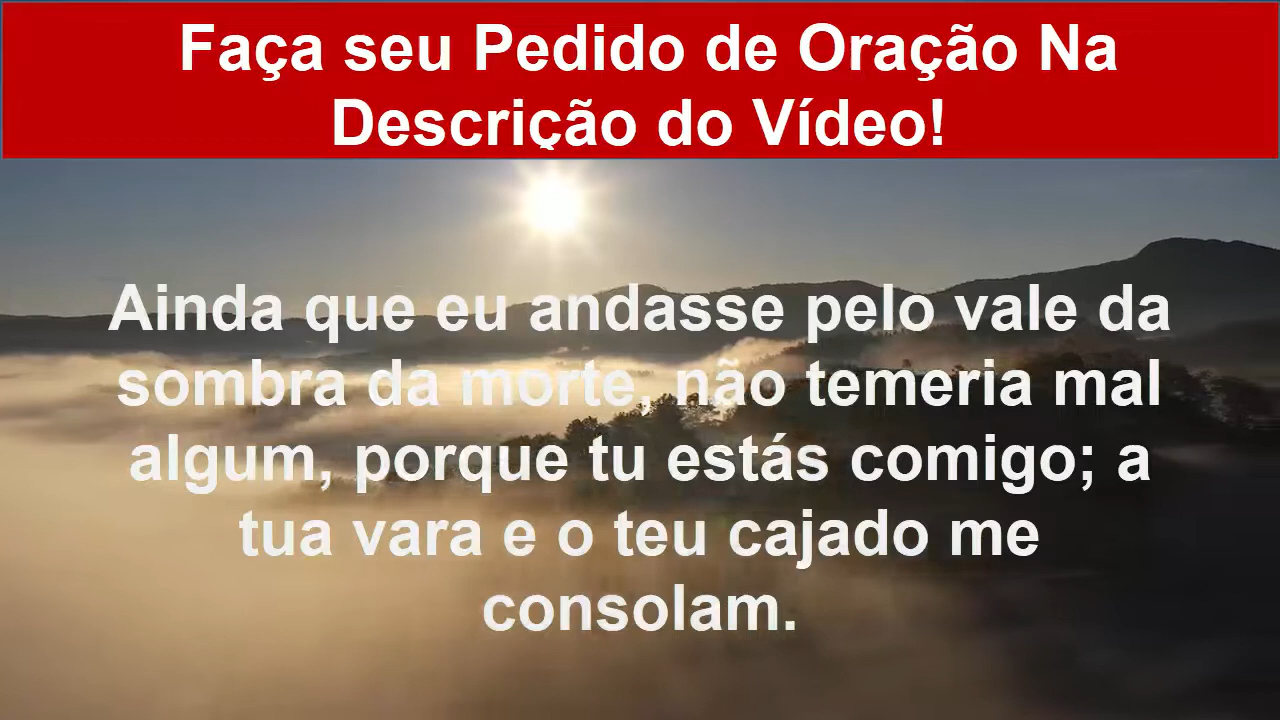 Faça seu Pedido de Oração Na
Descrição do Vídeo!
Ainda que eu andasse pelo vale da
sombra da morte, não temeria mal
algum, porque tu estás comigo; a
tua vara e o teu cajado me
consolam.